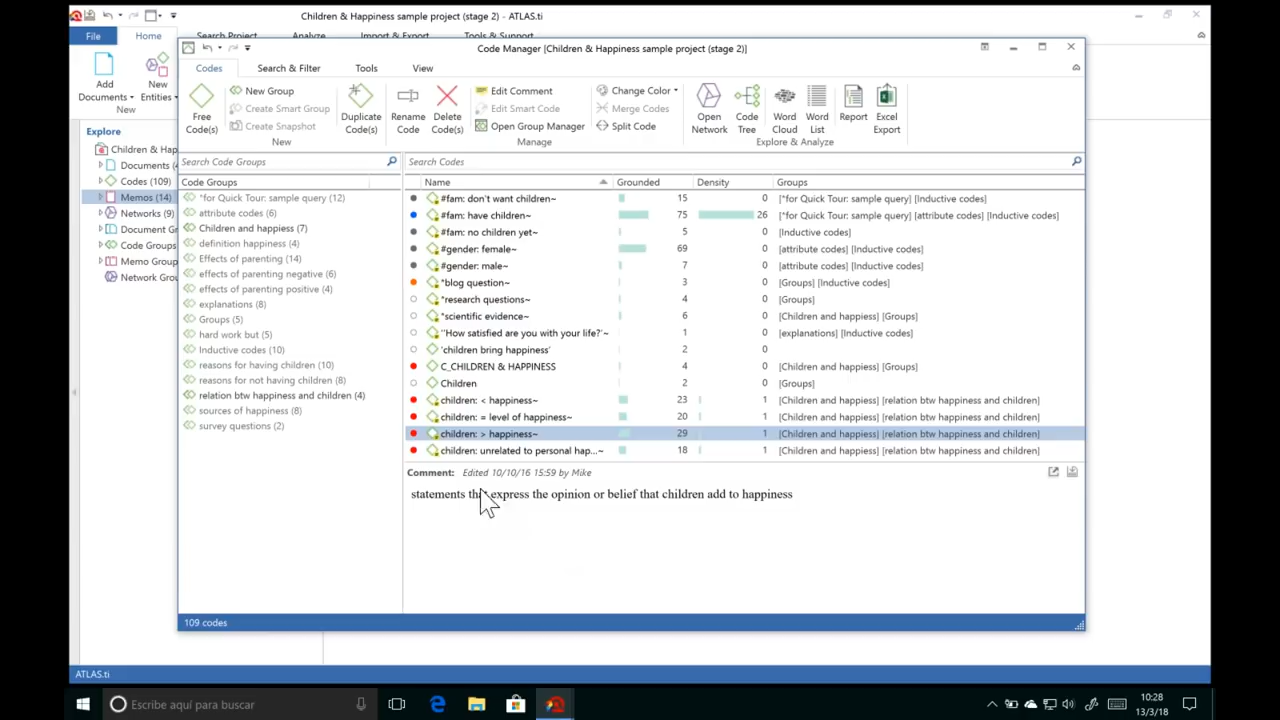 Children & Happiness sample project (stage 2) - ATLAS.ti
File Home Search Project Analyze Import & Export Tools & Support
Code Manager [Children & Happiness sample project (stage 2)]
Codes Search & Filter Tools View
Add Documents New Entities
New
Free Code(s)
New Group
Create Smart Group
Create Snapshot
New
Duplicate Code(s)
Rename Code
Delete Code(s)
Edit Comment
Edit Smart Code
Open Group Manager
Manage
Change Color
Merge Codes
Split Code
Open Network
Code Tree
Word Cloud
Word List
Report
Excel Export
Explore & Analyze
Explore
Children & Hap
Documents (4
Codes (109)
Memos (14)
Networks (9)
Document Gr
Code Groups
Memo Group
Network Grou
Search Code Groups
Code Groups
*for Quick Tour: sample query (12)
attribute codes (6)
Children and happiess (7)
definition happiness (4)
Effects of parenting (14)
effects of parenting negative (6)
effects of parenting positive (4)
explanations (8)
Groups (5)
hard work but (5)
Inductive codes (10)
reasons for having children (10)
reasons for not having children (8)
relation btw happiness and children (4)
sources of happiness (8)
survey questions (2)
Search Codes
Name Grounded Density Groups
#fam: don't want children~ 15 0 [*for Quick Tour: sample query] [Inductive codes]
#fam: have children~ 75 26 [*for Quick Tour: sample query] [attribute codes] [Inductive codes]
#fam: no children yet~ 5 0 [Inductive codes]
#gender: female~ 69 0 [attribute codes] [Inductive codes]
#gender: male~ 7 0 [attribute codes] [Inductive codes]
*blog question~ 3 0 [Groups] [Inductive codes]
*research questions~ 4 0 [Groups]
*scientific evidence~ 6 0 [Children and happiess] [Groups]
"How satisfied are you with your life?'~ 1 0 [explanations] [Inductive codes]
'children bring happiness' 2 0
C_CHILDREN & HAPPINESS 4 0 [Children and happiess] [Groups]
Children 2 0 [Groups]
children: < happiness~ 23 1 [Children and happiess] [relation btw happiness and children]
children: = level of happiness~ 20 1 [Children and happiess] [relation btw happiness and children]
children: > happiness~ 29 1 [Children and happiess] [relation btw happiness and children]
children: unrelated to personal hap...~ 18 1 [Children and happiess] [relation btw happiness and children]
Comment: Edited 10/10/16 15:59 by Mike
statements that express the opinion or belief that children add to happiness
109 codes
ATLAS.ti
Escribe aquí para buscar
10:28
13/3/18